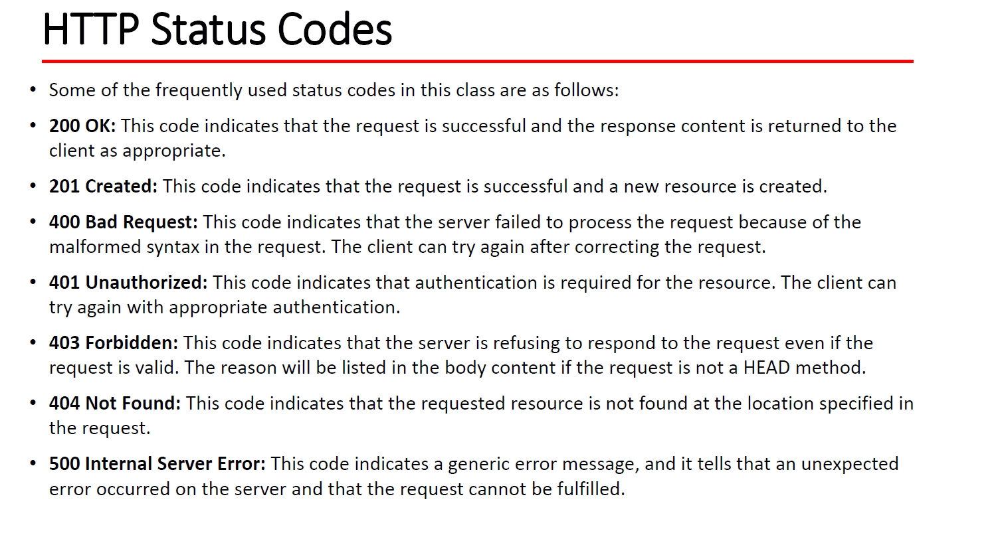 HTTP Status Codes
• Some of the frequently used status codes in this class are as follows:
• 200 OK: This code indicates that the request is successful and the response content is returned to the
client as appropriate.
• 201 Created: This code indicates that the request is successful and a new resource is created.
• 400 Bad Request: This code indicates that the server failed to process the request because of the
malformed syntax in the request. The client can try again after correcting the request.
• 401 Unauthorized: This code indicates that authentication is required for the resource. The client can
try again with appropriate authentication.
• 403 Forbidden: This code indicates that the server is refusing to respond to the request even if the
request is valid. The reason will be listed in the body content if the request is not a HEAD method.
• 404 Not Found: This code indicates that the requested resource is not found at the location specified in
the request.
• 500 Internal Server Error: This code indicates a generic error message, and it tells that an unexpected
error occurred on the server and that the request cannot be fulfilled.